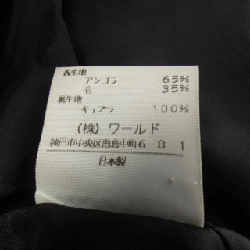 表生地
アンゴラ 65%
毛 35%
裏生地
キュプラ 100%
(株) ワールド
神戸市中央区港島中町6 8 1
日本製